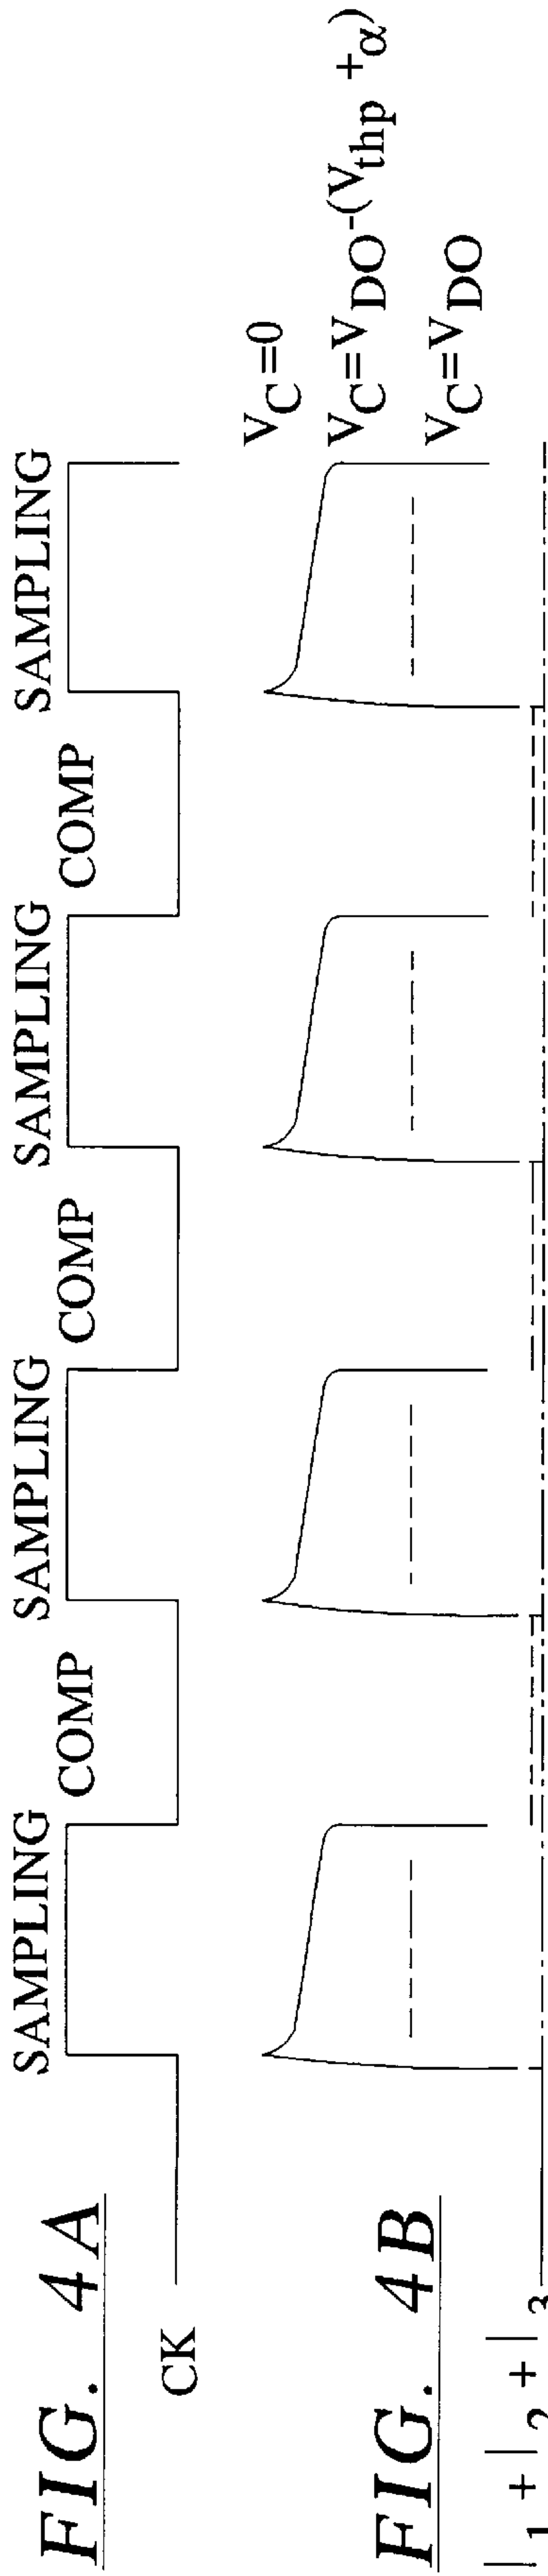 FIG. 4A
SAMPLING
COMP
SAMPLING
COMP
SAMPLING
COMP
SAMPLING
CK
FIG. 4B
V_C=0
V_C=V_DO-(V_thp +α)
V_C=V_DO
I_1 + I_2 + I_3